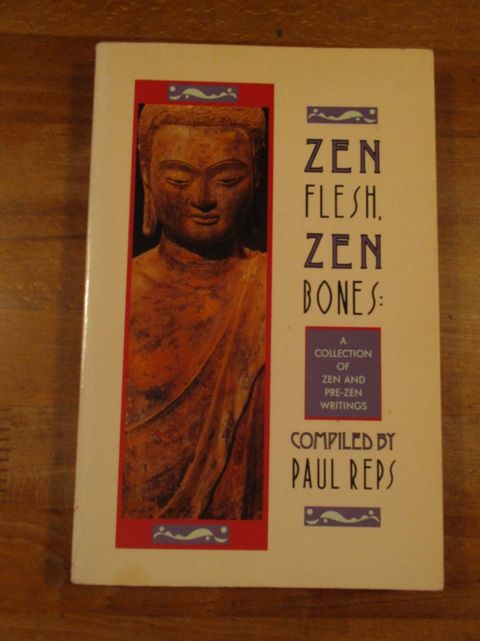 ZEN
FLESH,
ZEN
BONES:
A
COLLECTION
OF
ZEN AND
PRE-ZEN
WRITINGS
COMPILED BY
PAUL REPS